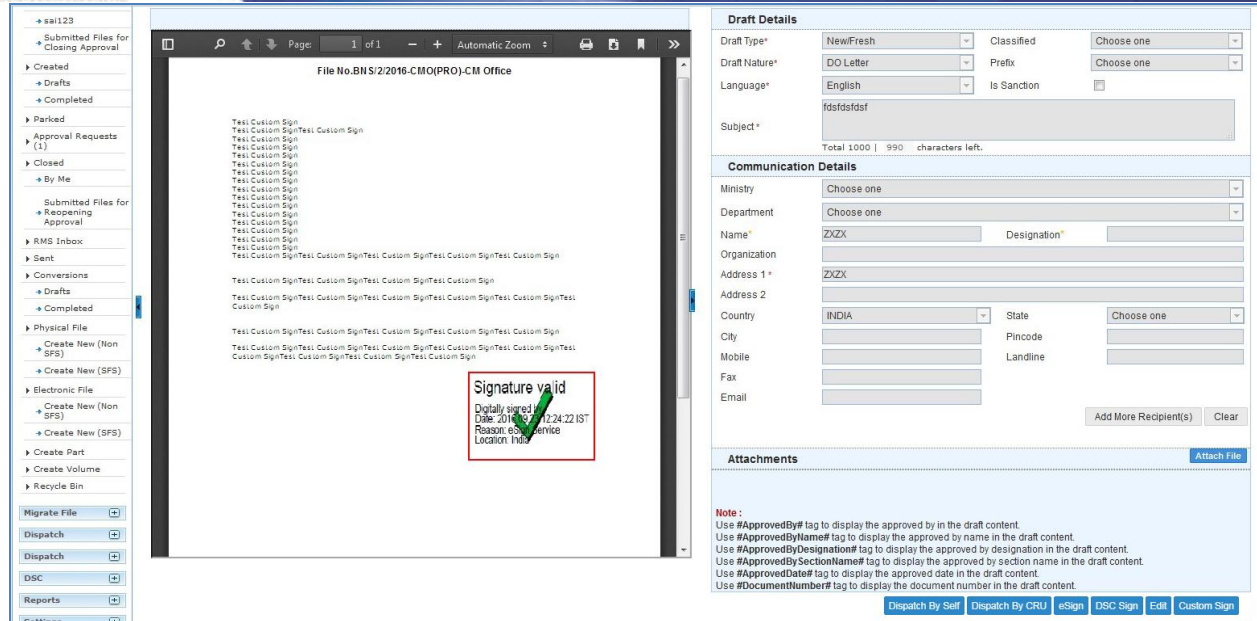 sai123
Submitted Files for
Closing Approval
Created
Drafts
Completed
Parked
Approval Requests
(1)
Closed
By Me
Submitted Files for
Reopening
Approval
RMS Inbox
Sent
Conversions
Drafts
Completed
Physical File
Create New (Non
SFS)
Create New (SFS)
Electronic File
Create New (Non
SFS)
Create New (SFS)
Create Part
Create Volume
Recycle Bin
Migrate File
Dispatch
Dispatch
DSC
Reports
Page: 1 of 1 Automatic Zoom
File No.BNS/2/2016-CMO(PRO)-CM Office
Test Custom Sign
Test Custom SignTest Custom Sign
Test Custom Sign
Test Custom Sign
Test Custom Sign
Test Custom Sign
Test Custom Sign
Test Custom Sign
Test Custom Sign
Test Custom Sign
Test Custom Sign
Test Custom Sign
Test Custom Sign
Test Custom Sign
Test Custom Sign
Test Custom Sign
Test Custom SignTest Custom SignTest Custom SignTest Custom SignTest Custom Sign
Test Custom SignTest Custom SignTest Custom SignTest Custom Sign
Test Custom SignTest Custom SignTest Custom SignTest Custom SignTest Custom SignTest
Custom Sign
Test Custom SignTest Custom SignTest Custom SignTest Custom SignTest Custom Sign
Test Custom SignTest Custom SignTest Custom SignTest Custom SignTest Custom SignTest
Custom SignTest Custom SignTest Custom SignTest Custom Sign
Signature valid
Digitally signed
Date: 12:24:22 IST
Reason: eSign Service
Location: India
Draft Details
Draft Type* New/Fresh Classified Choose one
Draft Nature* DO Letter Prefix Choose one
Language* English Is Sanction
Subject * fdsfdsfdsf
Total 1000 | 990 characters left.
Communication Details
Ministry Choose one
Department Choose one
Name* ZXZX Designation*
Organization
Address 1 * ZXZX
Address 2
Country INDIA State Choose one
City Pincode
Mobile Landline
Fax
Email
Add More Recipient(s) Clear
Attachments Attach File
Note :
Use #ApprovedBy# tag to display the approved by in the draft content.
Use #ApprovedByName# tag to display the approved by name in the draft content.
Use #ApprovedByDesignation# tag to display the approved by designation in the draft content.
Use #ApprovedBySectionName# tag to display the approved by section name in the draft content.
Use #ApprovedDate# tag to display the approved date in the draft content.
Use #DocumentNumber# tag to display the document number in the draft content.
Dispatch By Self Dispatch By CRU eSign DSC Sign Edit Custom Sign